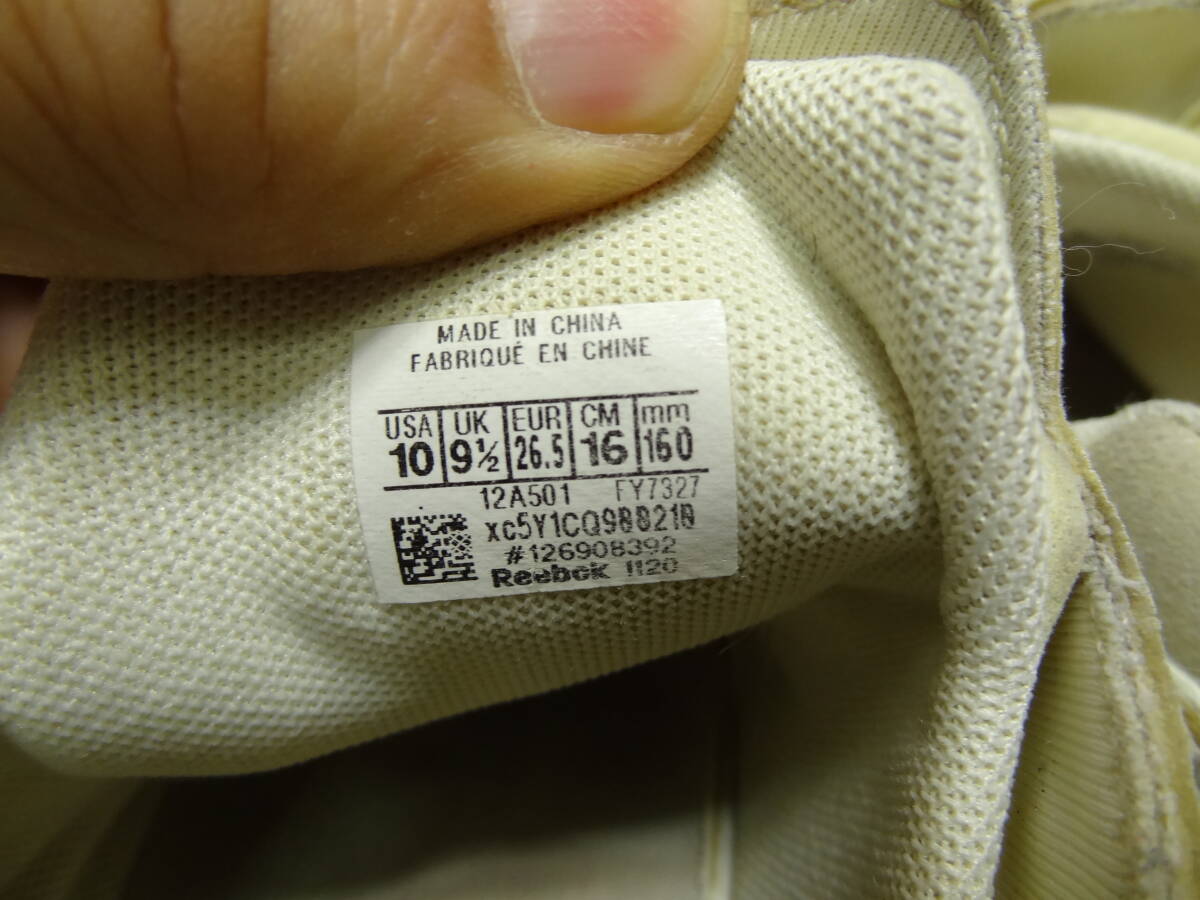 MADE IN CHINA
FABRIQUÉ EN CHINE
USA UK EUR CM mm
10 9½ 26.5 16 160
12A501 FY7327
#126908392
Reebok 1120